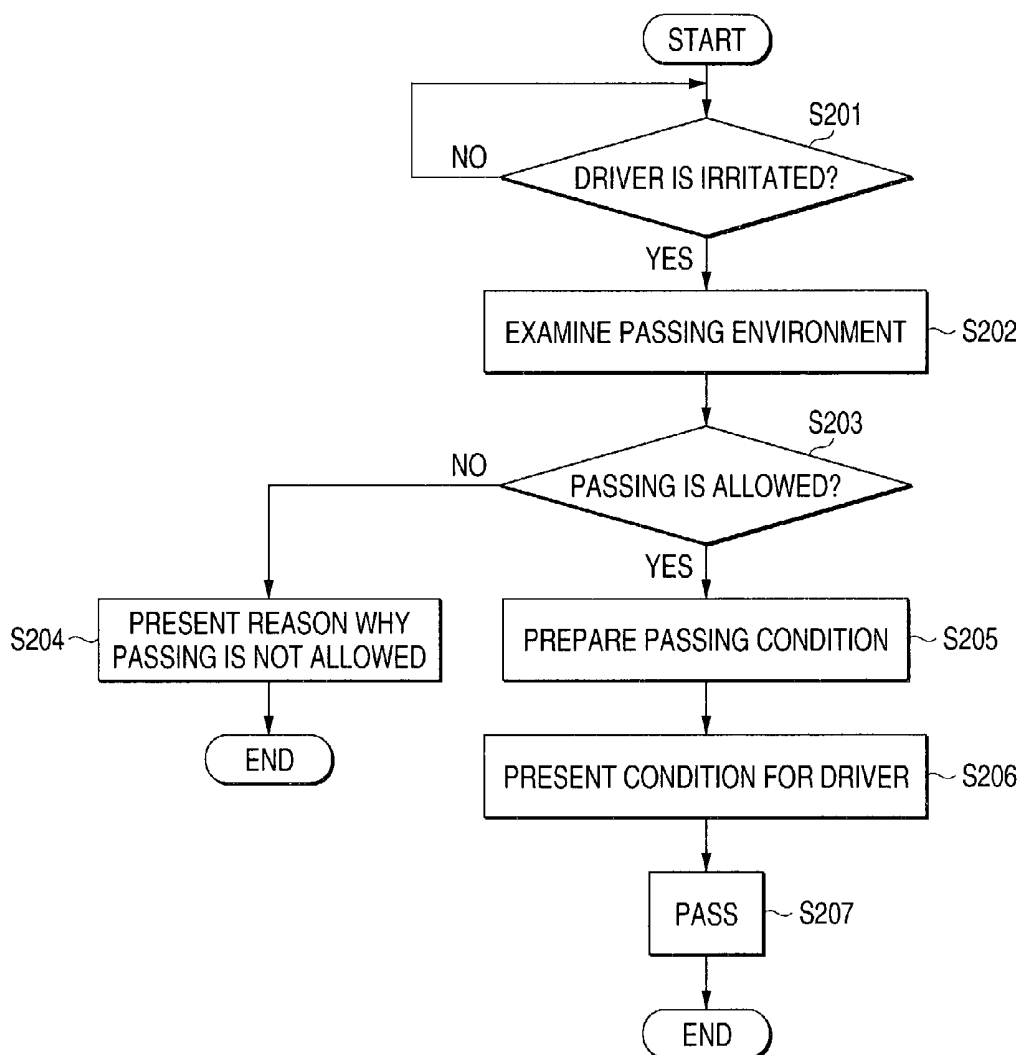 START
S201
NO
DRIVER IS IRRITATED?
YES
EXAMINE PASSING ENVIRONMENT
S202
S203
NO
PASSING IS ALLOWED?
YES
S204
PRESENT REASON WHY
PASSING IS NOT ALLOWED
PREPARE PASSING CONDITION
S205
END
PRESENT CONDITION FOR DRIVER
S206
PASS
S207
END